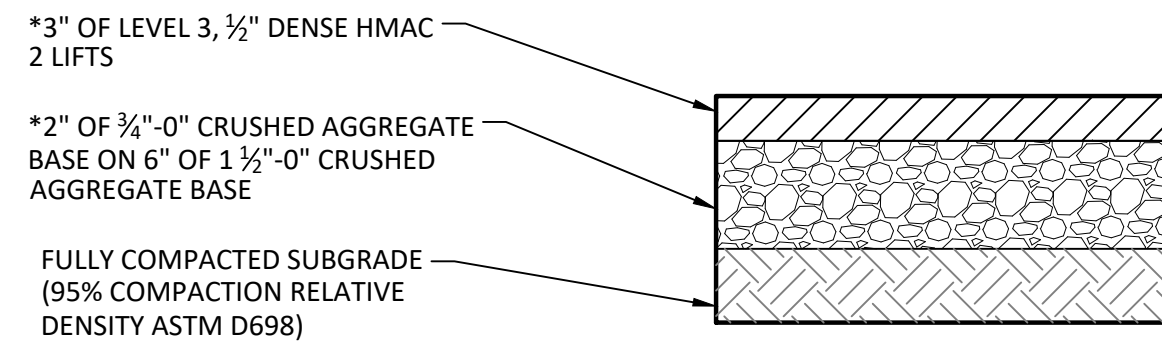 *3" OF LEVEL 3, ½" DENSE HMAC
2 LIFTS
*2" OF ¾"-0" CRUSHED AGGREGATE
BASE ON 6" OF 1 ½"-0" CRUSHED
AGGREGATE BASE
FULLY COMPACTED SUBGRADE
(95% COMPACTION RELATIVE
DENSITY ASTM D698)